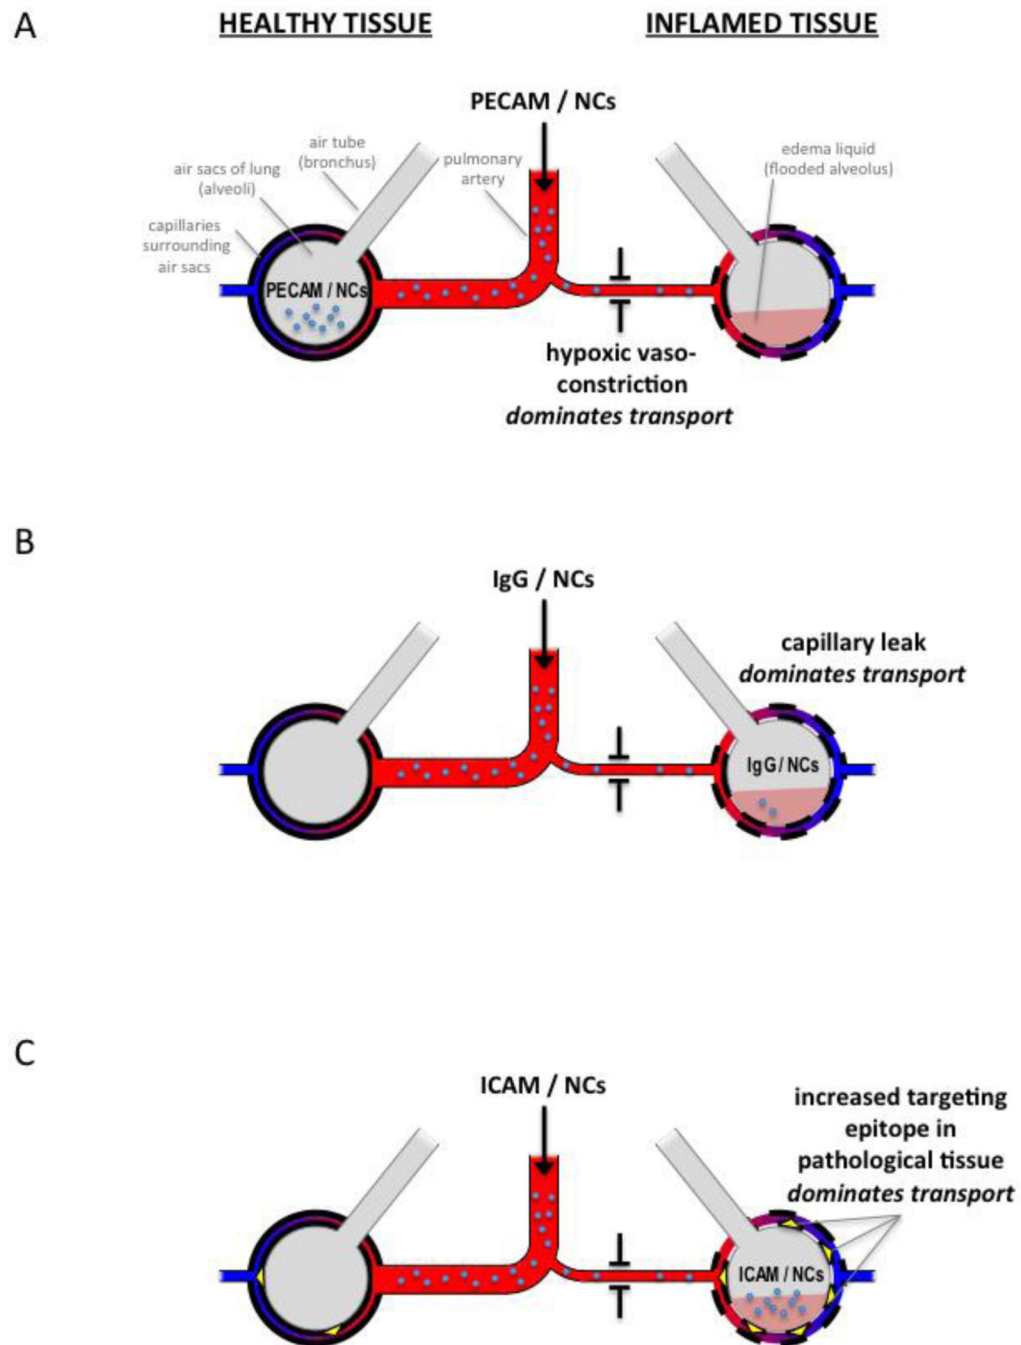 A
HEALTHY TISSUE
INFLAMED TISSUE
PECAM / NCs
air tube
(bronchus)
air sacs of lung
(alveoli)
pulmonary
artery
edema liquid
(flooded alveolus)
capillaries
surrounding
air sacs
PECAM / NCs
hypoxic vaso-
constriction
dominates transport
B
IgG / NCs
capillary leak
dominates transport
IgG / NCs
C
ICAM / NCs
increased targeting
epitope in
pathological tissue
dominates transport
ICAM / NCs